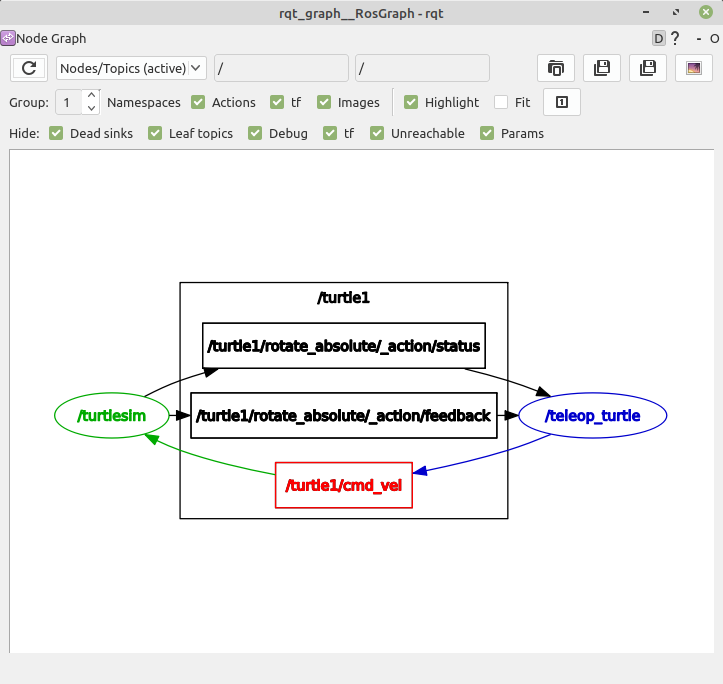 rqt_graph__RosGraph - rqt
Node Graph
D ? - O
Nodes/Topics (active) / /
Group: 1 Namespaces Actions tf Images Highlight Fit 1
Hide: Dead sinks Leaf topics Debug tf Unreachable Params
/turtle1
/turtle1/rotate_absolute/_action/status
/turtlesim
/turtle1/rotate_absolute/_action/feedback
/teleop_turtle
/turtle1/cmd_vel